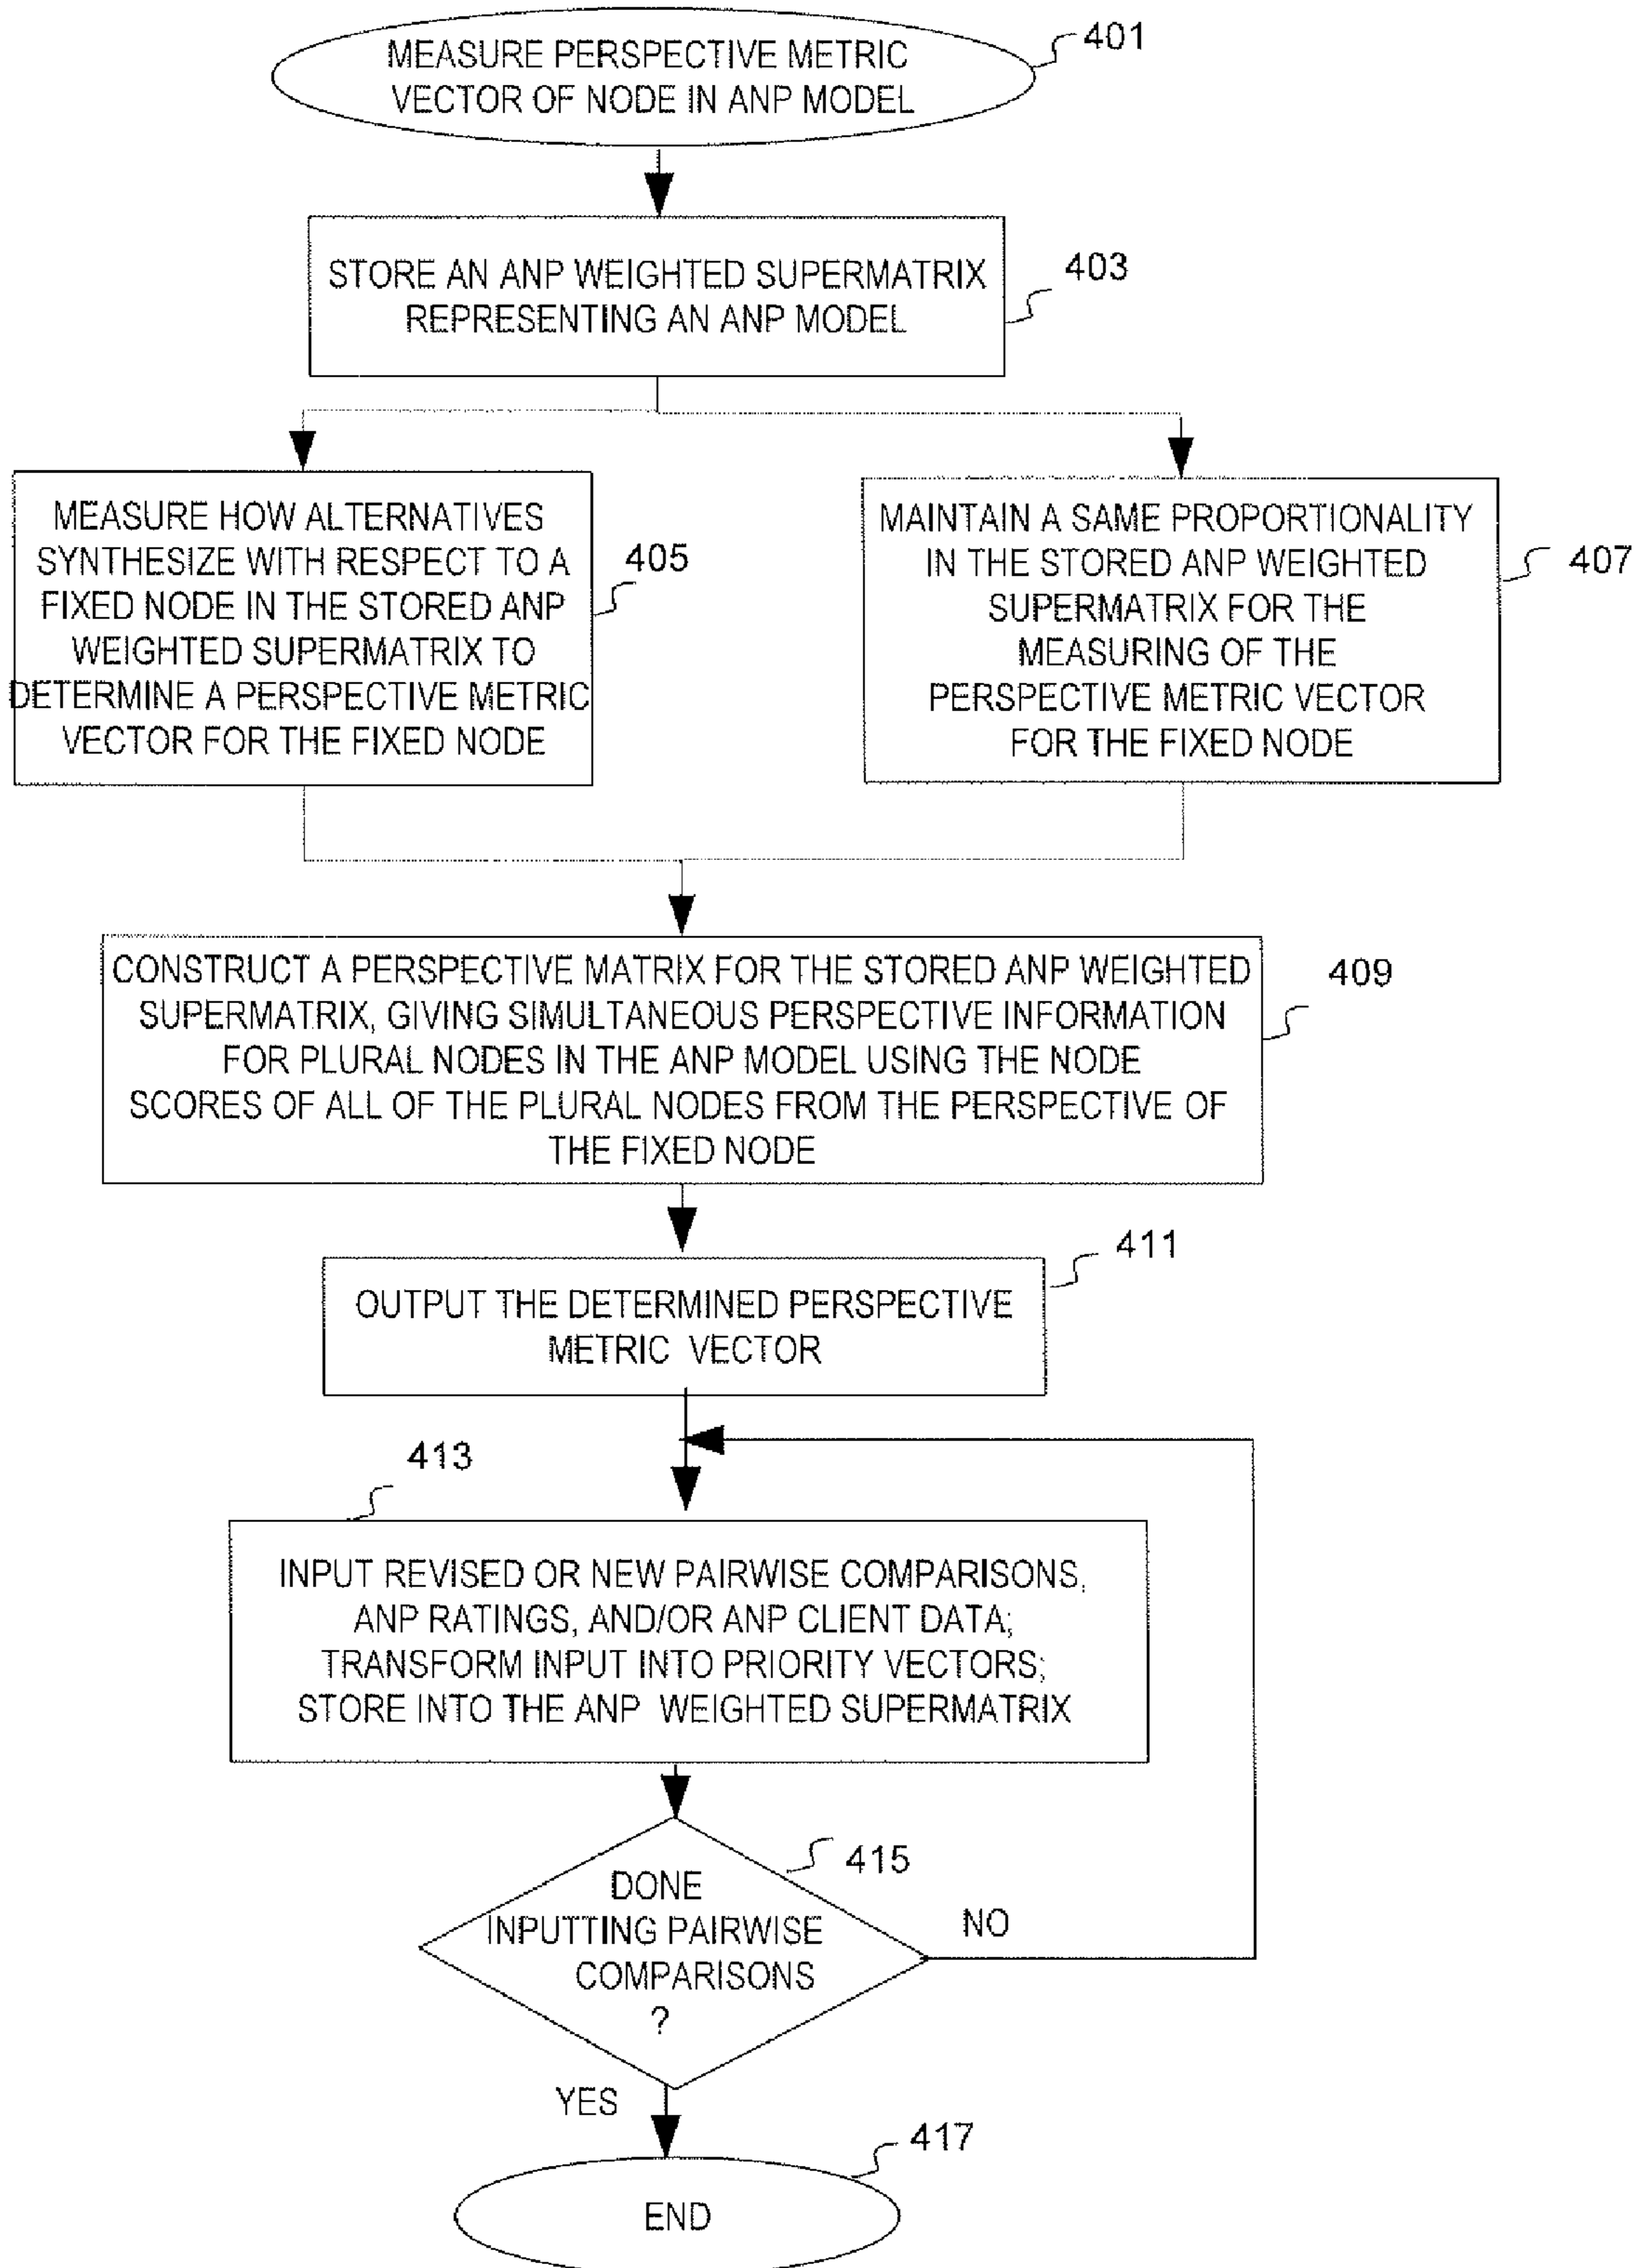 MEASURE PERSPECTIVE METRIC
VECTOR OF NODE IN ANP MODEL
401
STORE AN ANP WEIGHTED SUPERMATRIX
REPRESENTING AN ANP MODEL
403
MEASURE HOW ALTERNATIVES
SYNTHESIZE WITH RESPECT TO A
FIXED NODE IN THE STORED ANP
WEIGHTED SUPERMATRIX TO
DETERMINE A PERSPECTIVE METRIC
VECTOR FOR THE FIXED NODE
405
MAINTAIN A SAME PROPORTIONALITY
IN THE STORED ANP WEIGHTED
SUPERMATRIX FOR THE
MEASURING OF THE
PERSPECTIVE METRIC VECTOR
FOR THE FIXED NODE
407
CONSTRUCT A PERSPECTIVE MATRIX FOR THE STORED ANP WEIGHTED
SUPERMATRIX, GIVING SIMULTANEOUS PERSPECTIVE INFORMATION
FOR PLURAL NODES IN THE ANP MODEL USING THE NODE
SCORES OF ALL OF THE PLURAL NODES FROM THE PERSPECTIVE OF
THE FIXED NODE
409
OUTPUT THE DETERMINED PERSPECTIVE
METRIC VECTOR
411
413
INPUT REVISED OR NEW PAIRWISE COMPARISONS,
ANP RATINGS, AND/OR ANP CLIENT DATA;
TRANSFORM INPUT INTO PRIORITY VECTORS;
STORE INTO THE ANP WEIGHTED SUPERMATRIX
DONE
INPUTTING PAIRWISE
COMPARISONS
?
415
NO
YES
END
417